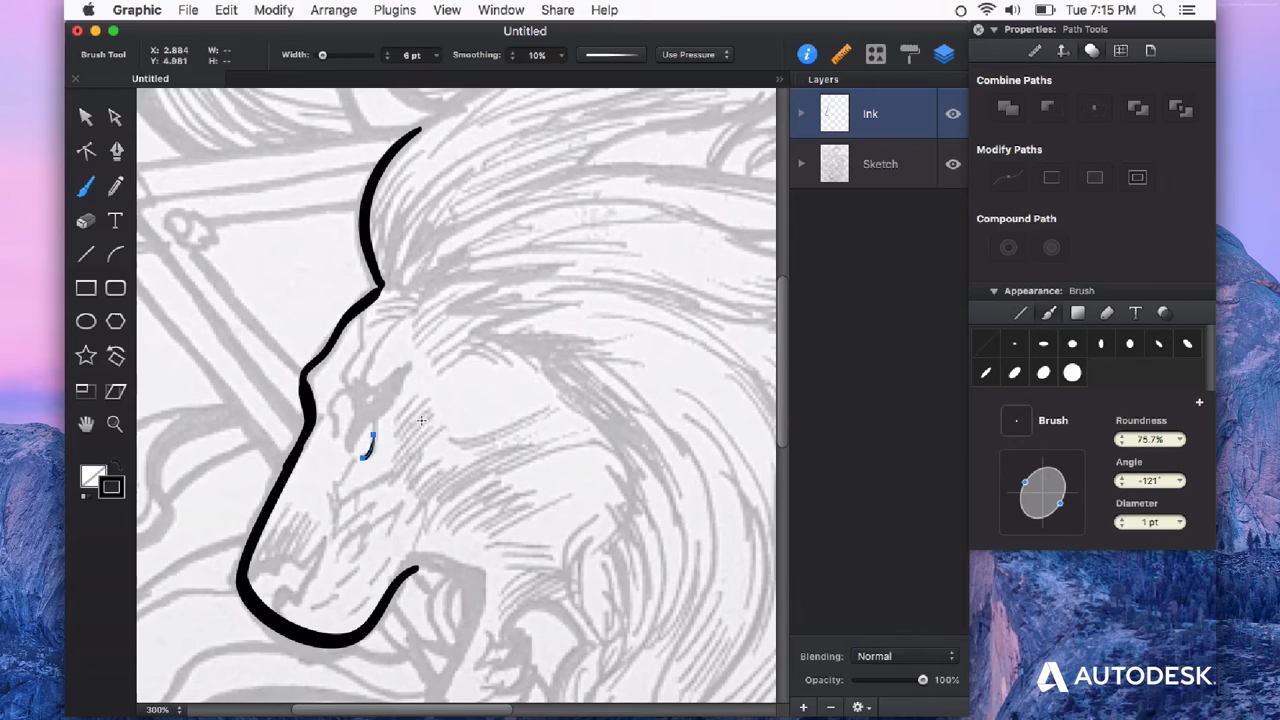 Graphic File Edit Modify Arrange Plugins View Window Share Help Tue 7:15 PM
Untitled
Properties: Path Tools
Brush Tool X: 2.884 W: -- Width: 6 pt Smoothing: 10% Use Pressure
Y: 4.981 H: --
Untitled
Layers
Combine Paths
Ink
Modify Paths
Sketch
Compound Path
Appearance: Brush
T
T
Brush
Roundness
75.7%
Angle
-121°
Diameter
1 pt
Blending: Normal
Opacity: 100%
AUTODESK.
300%